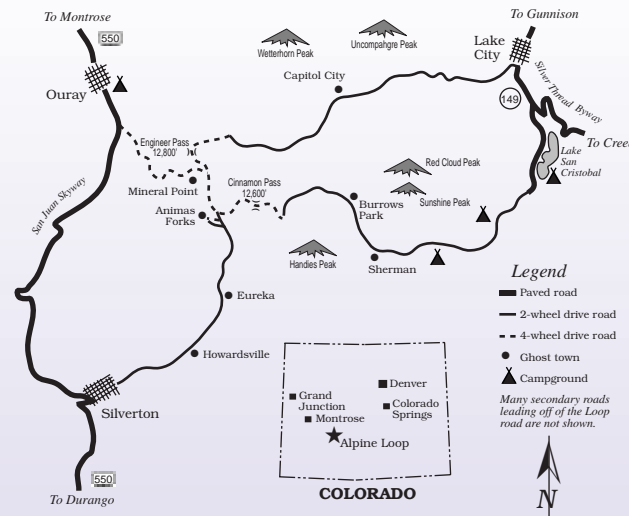 To Montrose
550
Ouray
To Gunnison
Lake
City
Wetterhorn Peak
Uncompahgre Peak
Capitol City
149
Silver Thread Byway
To Cree
Lake
San
Cristobal
Engineer Pass
12,800'
Mineral Point
Cinnamon Pass
12,600'
Animas
Forks
Red Cloud Peak
Sunshine Peak
Burrows
Park
San Juan Skyway
Handies Peak
Sherman
Eureka
Howardsville
Silverton
550
To Durango
Legend
Paved road
2-wheel drive road
4-wheel drive road
Ghost town
Campground
Many secondary roads
leading off of the Loop
road are not shown.
N
Denver
Grand
Junction
Colorado
Springs
Montrose
Alpine Loop
COLORADO